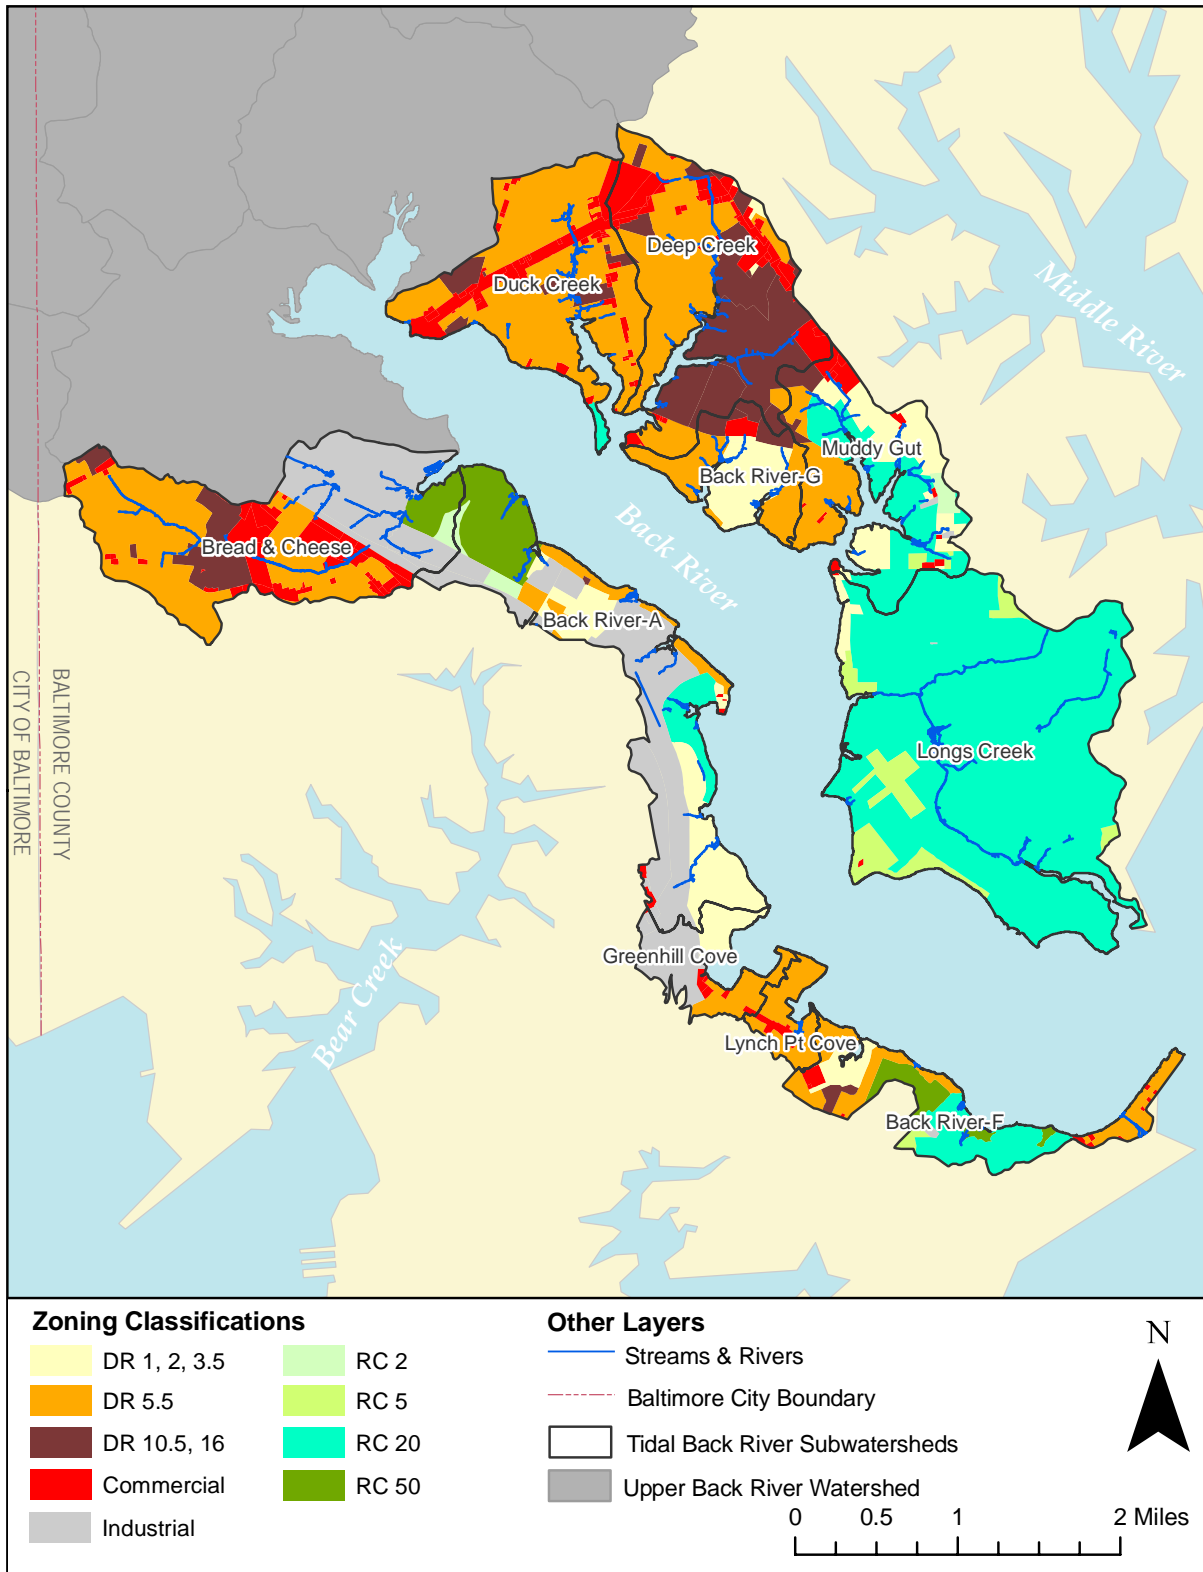 Deep Creek
Duck Creek
Middle River
Muddy Gut
Back River-G
Back River
Bread & Cheese
Back River-A
BALTIMORE COUNTY
CITY OF BALTIMORE
Longs Creek
Greenhill Cove
Bear Creek
Lynch Pt Cove
Back River-F
Zoning Classifications
DR 1, 2, 3.5
DR 5.5
DR 10.5, 16
Commercial
Industrial
RC 2
RC 5
RC 20
RC 50
Other Layers
Streams & Rivers
Baltimore City Boundary
Tidal Back River Subwatersheds
Upper Back River Watershed
N
0 0.5 1 2 Miles